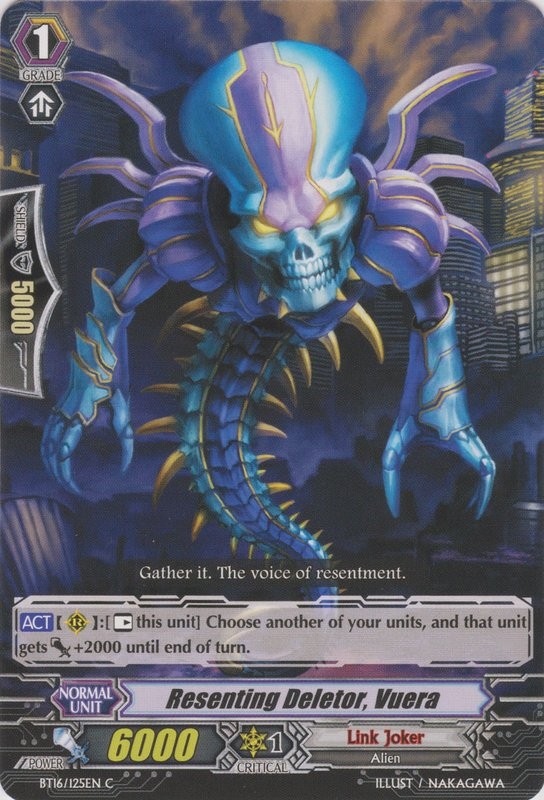 1
GRADE
SHIELD
5000
Gather it. The voice of resentment.
ACT [R]:[this unit] Choose another of your units, and that unit
gets +2000 until end of turn.
NORMAL
UNIT
Resenting Deletor, Vuera
POWER
6000
1
CRITICAL
Link Joker
Alien
BT16/125EN C
ILLUST / NAKAGAWA